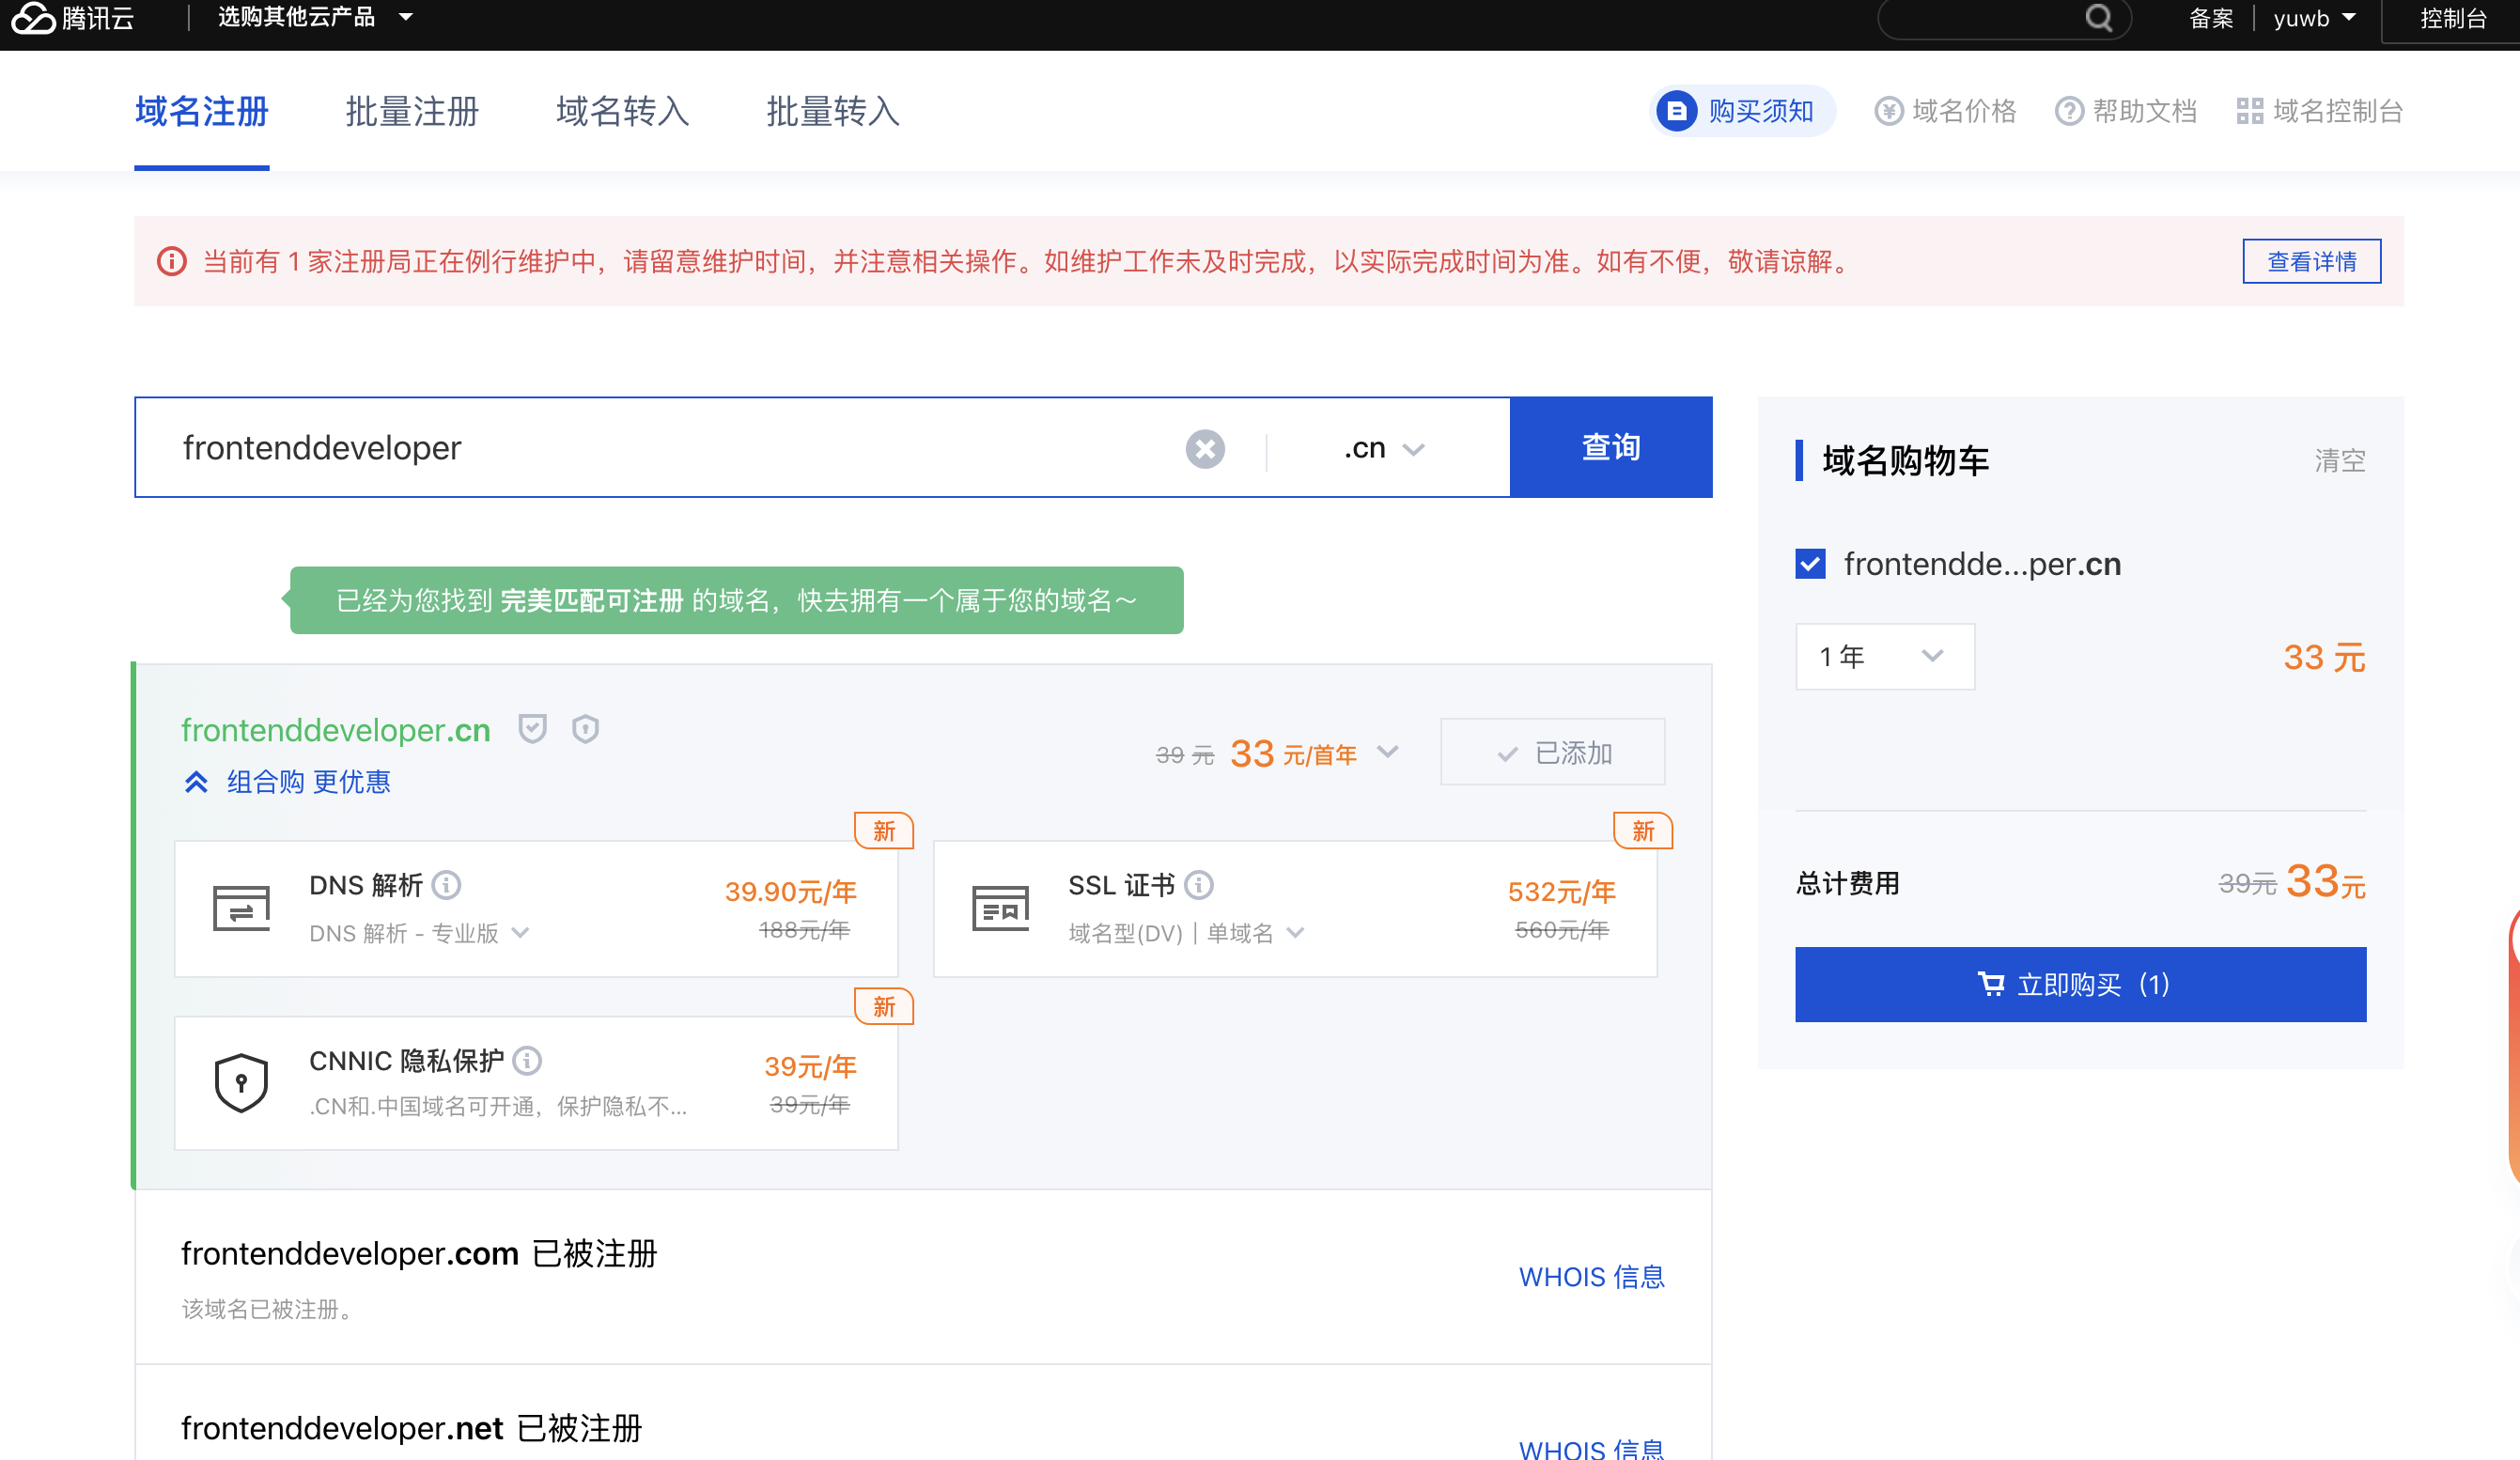 腾讯云 选购其他云产品 备案 yuwb 控制台
域名注册 批量注册 域名转入 批量转入 购买须知 域名价格 帮助文档 域名控制台
当前有 1 家注册局正在例行维护中，请留意维护时间，并注意相关操作。如维护工作未及时完成，以实际完成时间为准。如有不便，敬请谅解。 查看详情
frontenddeveloper .cn 查询
已经为您找到 完美匹配可注册 的域名，快去拥有一个属于您的域名～
frontenddeveloper.cn
39 元 33 元/首年 已添加
组合购 更优惠
新
DNS 解析 39.90元/年
DNS 解析 - 专业版 188元/年
新
SSL 证书 532元/年
域名型(DV) | 单域名 560元/年
新
CNNIC 隐私保护 39元/年
.CN和.中国域名可开通，保护隐私不... 39元/年
frontenddeveloper.com 已被注册
该域名已被注册。
WHOIS 信息
frontenddeveloper.net 已被注册
WHOIS 信息
域名购物车 清空
frontendde...per.cn
1 年 33 元
总计费用 39元 33元
立即购买（1）